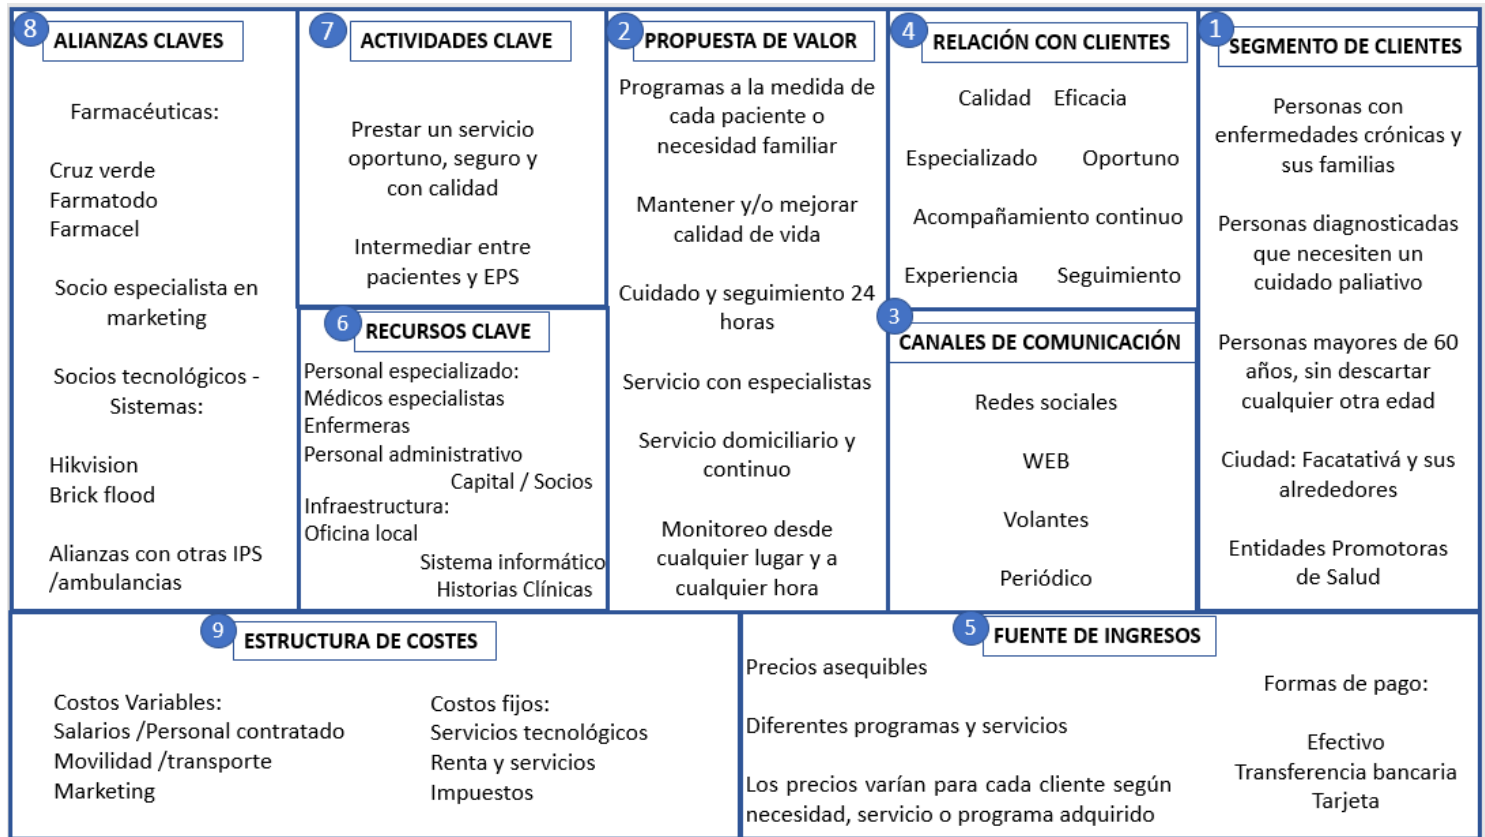 8
ALIANZAS CLAVES
Farmacéuticas:
Cruz verde
Farmatodo
Farmacel
Socio especialista en
marketing
Socios tecnológicos -
Sistemas:
Hikvision
Brick flood
Alianzas con otras IPS
/ambulancias
7
ACTIVIDADES CLAVE
Prestar un servicio
oportuno, seguro y
con calidad
Intermediar entre
pacientes y EPS
6
RECURSOS CLAVE
Personal especializado:
Médicos especialistas
Enfermeras
Personal administrativo
Capital / Socios
Infraestructura:
Oficina local
Sistema informático
Historias Clínicas
2
PROPUESTA DE VALOR
Programas a la medida de
cada paciente o
necesidad familiar
Mantener y/o mejorar
calidad de vida
Cuidado y seguimiento 24
horas
Servicio con especialistas
Servicio domiciliario y
continuo
Monitoreo desde
cualquier lugar y a
cualquier hora
4
RELACIÓN CON CLIENTES
Calidad Eficacia
Especializado Oportuno
Acompañamiento continuo
Experiencia Seguimiento
3
CANALES DE COMUNICACIÓN
Redes sociales
WEB
Volantes
Periódico
1
SEGMENTO DE CLIENTES
Personas con
enfermedades crónicas y
sus familias
Personas diagnosticadas
que necesiten un
cuidado paliativo
Personas mayores de 60
años, sin descartar
cualquier otra edad
Ciudad: Facatativá y sus
alrededores
Entidades Promotoras
de Salud
9
ESTRUCTURA DE COSTES
Costos Variables:
Salarios /Personal contratado
Movilidad /transporte
Marketing
Costos fijos:
Servicios tecnológicos
Renta y servicios
Impuestos
5
FUENTE DE INGRESOS
Precios asequibles
Diferentes programas y servicios
Los precios varían para cada cliente según
necesidad, servicio o programa adquirido
Formas de pago:
Efectivo
Transferencia bancaria
Tarjeta